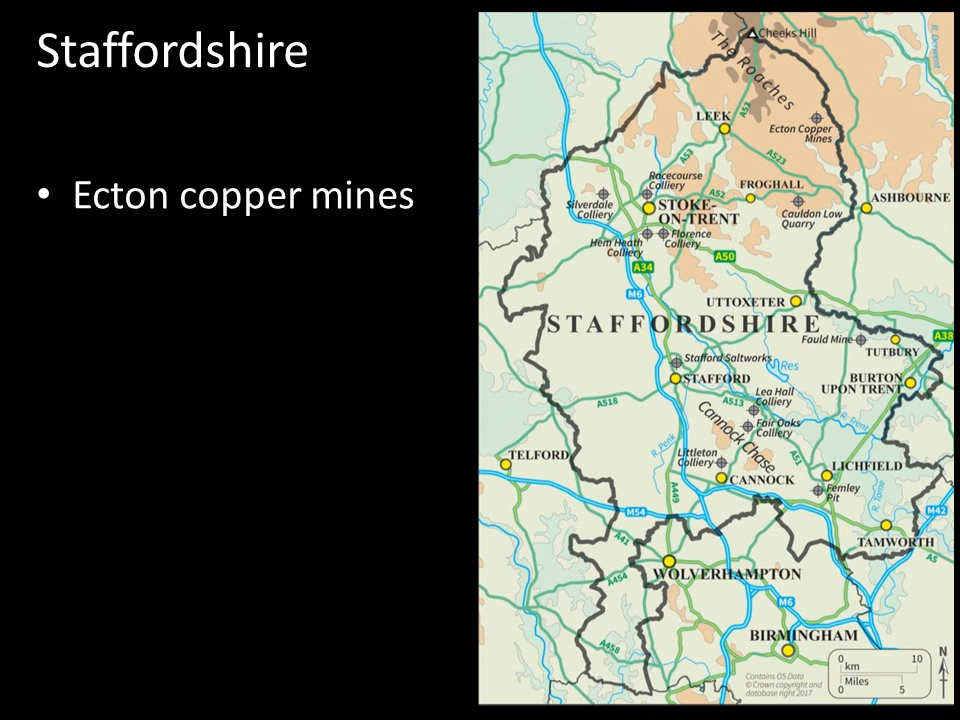 Staffordshire
• Ecton copper mines
Cheeks Hill
The Roaches
R. Derwent
LEEK
A53
Ecton Copper
Mines
A53
A523
Racecourse
Colliery
A52
FROGHALL
ASHBOURNE
Silverdale
Colliery
STOKE-
ON-TRENT
Cauldon Low
Quarry
Hem Heath
Colliery
Florence
Colliery
A34
A50
M6
UTTOXETER
STAFFORDSHIRE
Fauld Mine
A38
TUTBURY
Stafford Saltworks
Res
STAFFORD
BURTON
UPON TRENT
Lea Hall
Colliery
A518
A513
Cannock Chase
Fair Oaks
Colliery
R. Trent
R. Penk
A51
TELFORD
Littleton
Colliery
LICHFIELD
CANNOCK
Femley
Pit
A449
R. Tame
M54
M42
A41
TAMWORTH
A5
WOLVERHAMPTON
A454
M6
BIRMINGHAM
A458
Contains OS Data
© Crown copyright and
database right 2017
0 10
km
Miles
0 5
N